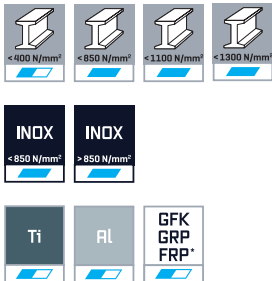 <400 N/mm² <850 N/mm² <1100 N/mm² <1300 N/mm²
INOX INOX
<850 N/mm² >850 N/mm²
Ti Al GFK
GRP
FRP*